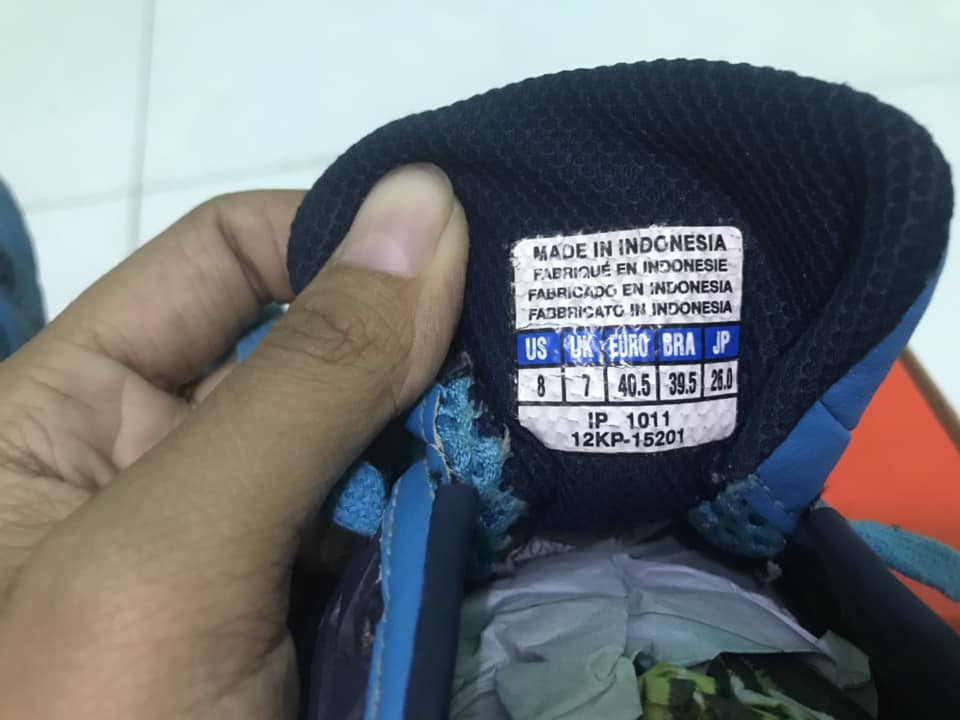 MADE IN INDONESIA
FABRIQUÉ EN INDONESIE
FABRICADO EN INDONESIA
FABBRICATO IN INDONESIA
US UK EURO BRA JP
8 7 40.5 39.5 26.0
IP 1011
12KP-15201